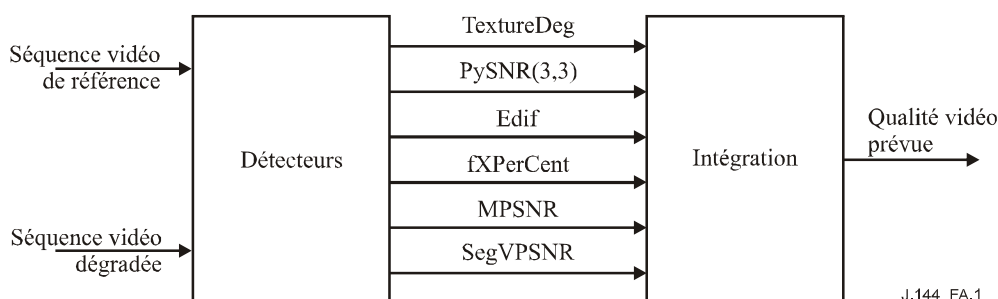 Séquence vidéo
de référence
Séquence vidéo
dégradée
Détecteurs
TextureDeg
PySNR(3,3)
Edif
fXPerCent
MPSNR
SegVPSNR
Intégration
Qualité vidéo
prévue
J.144_FA.1